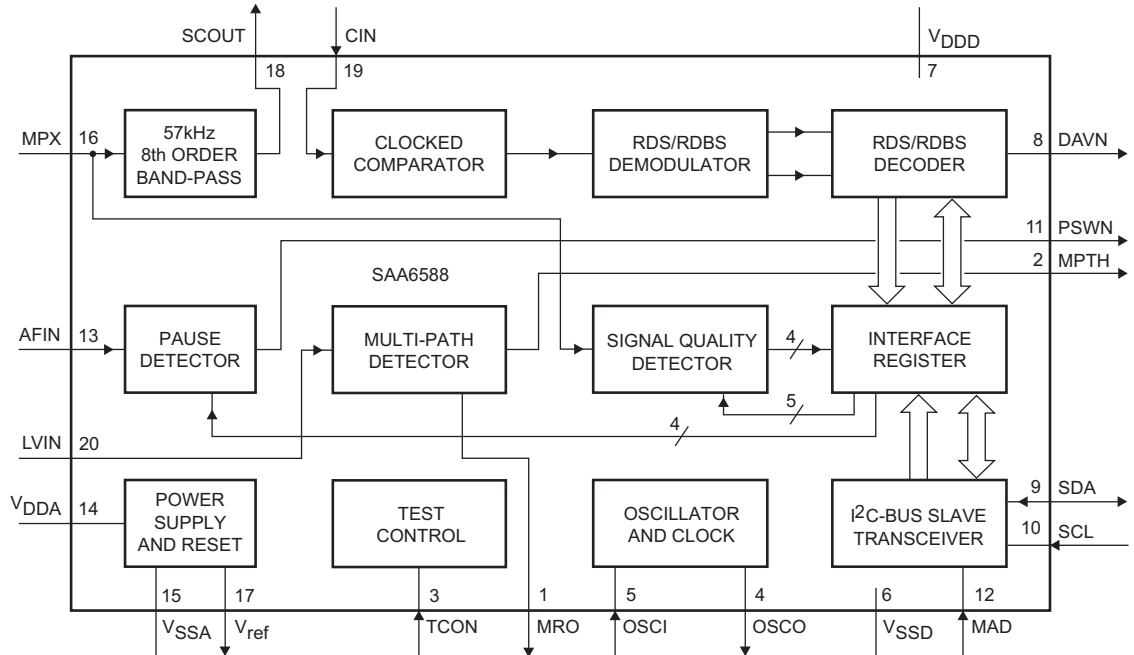 SCOUT
CIN
VDDD
18
19
7
MPX
16
57kHz
8th ORDER
BAND-PASS
CLOCKED
COMPARATOR
RDS/RDBS
DEMODULATOR
RDS/RDBS
DECODER
8
DAVN
11
PSWN
2
MPTH
SAA6588
AFIN
13
PAUSE
DETECTOR
MULTI-PATH
DETECTOR
SIGNAL QUALITY
DETECTOR
4
INTERFACE
REGISTER
5
4
LVIN
20
VDDA
14
POWER
SUPPLY
AND RESET
TEST
CONTROL
OSCILLATOR
AND CLOCK
I2C-BUS SLAVE
TRANSCEIVER
9
SDA
10
SCL
15
17
3
1
5
4
6
12
VSSA
Vref
TCON
MRO
OSCI
OSCO
VSSD
MAD